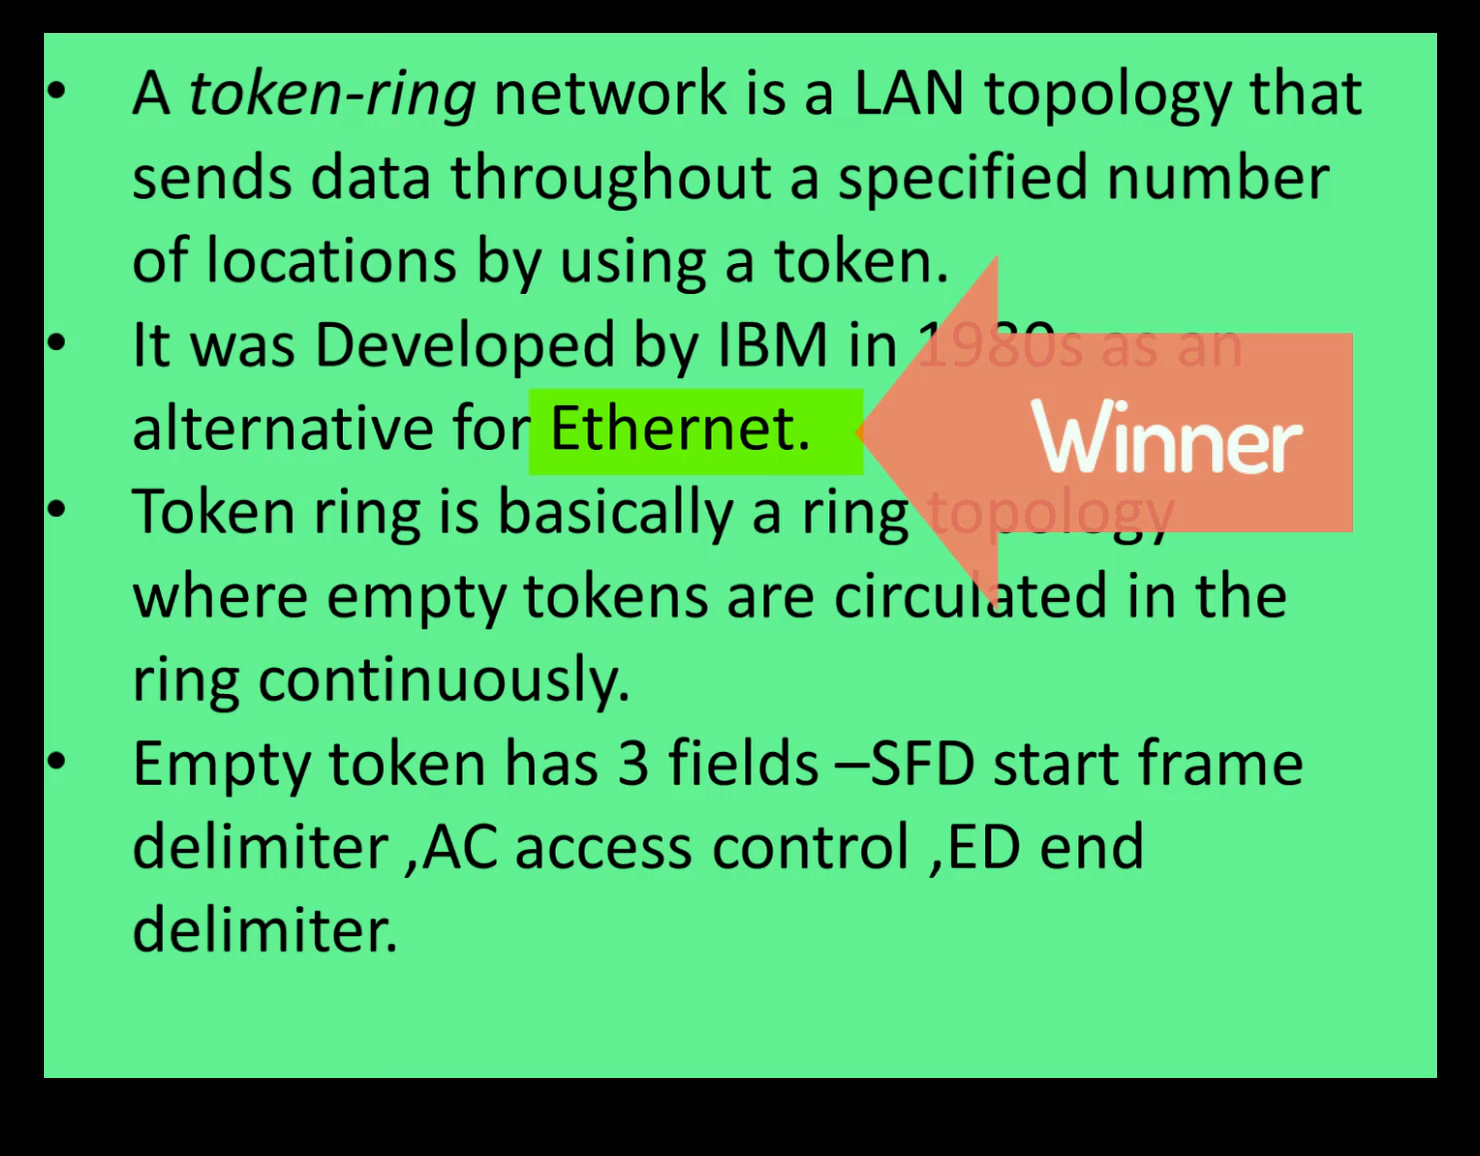 • A token-ring network is a LAN topology that
sends data throughout a specified number
of locations by using a token.
• It was Developed by IBM in 1980s as an
alternative for Ethernet.
Winner
• Token ring is basically a ring topology
where empty tokens are circulated in the
ring continuously.
• Empty token has 3 fields –SFD start frame
delimiter ,AC access control ,ED end
delimiter.